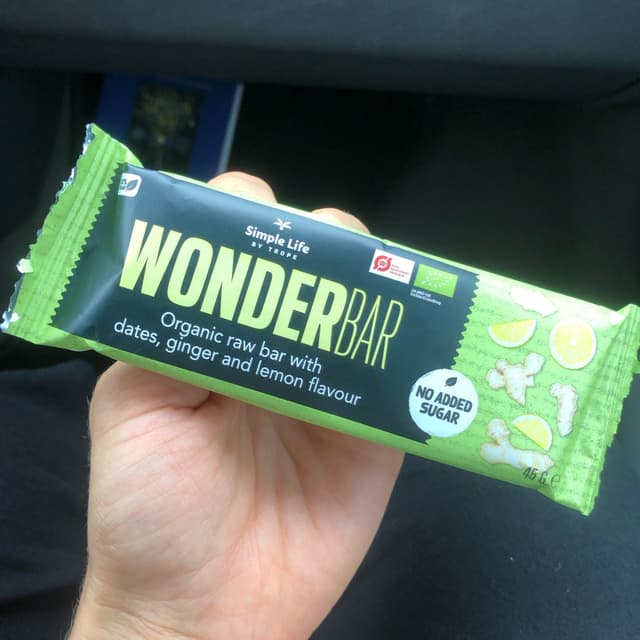 Simple Life
BY TROPE
WONDERBAR
Organic raw bar with
dates, ginger and lemon flavour
NO ADDED
SUGAR
45 G. ℮